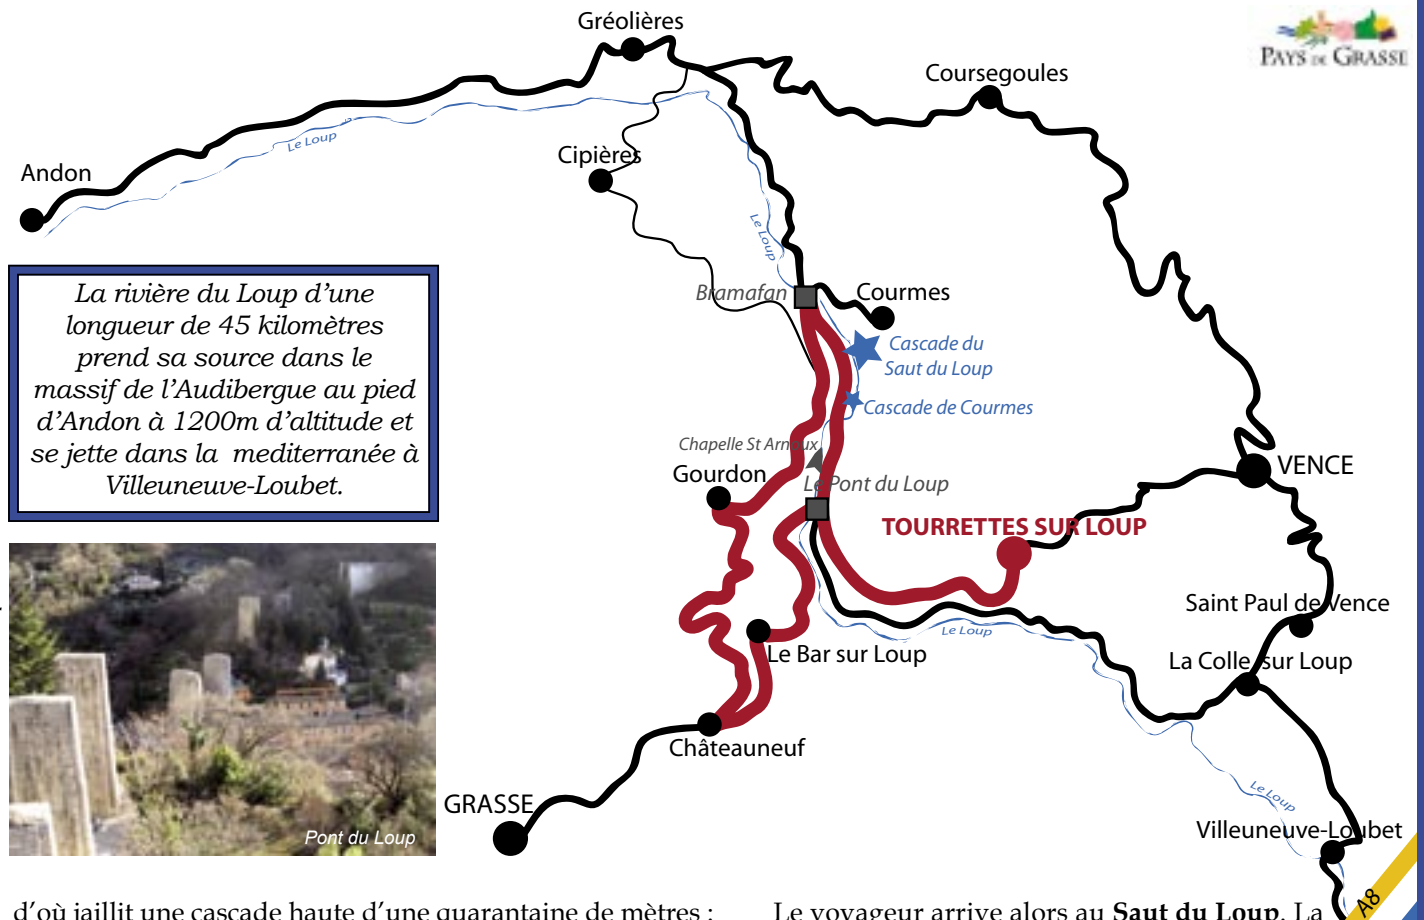 Gréolières
PAYS DE GRASSE
Coursegoules
Le Loup
Cipières
Andon
Le Loup
La rivière du Loup d'une
longueur de 45 kilomètres
prend sa source dans le
massif de l'Audibergue au pied
d'Andon à 1200m d'altitude et
se jette dans la mediterranée à
Villeuneuve-Loubet.
Bramafan
Courmes
Cascade du
Saut du Loup
Cascade de Courmes
Chapelle St Arnoux
Gourdon
Le Pont du Loup
VENCE
TOURRETTES SUR LOUP
Saint Paul de Vence
Le Loup
Le Bar sur Loup
La Colle sur Loup
Châteauneuf
Le Loup
GRASSE
Villeuneuve-Loubet
Pont du Loup
A8
d'où jaillit une cascade haute d'une quarantaine de mètres :
Le voyageur arrive alors au Saut du Loup. La